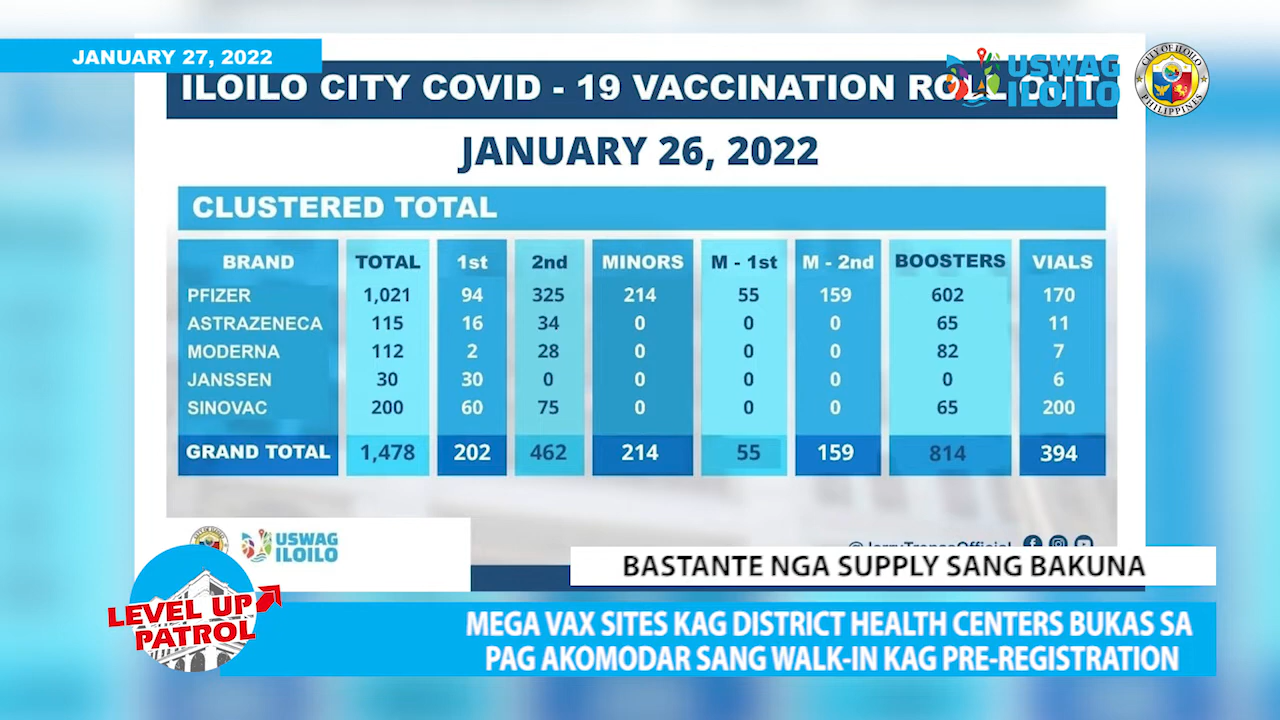 JANUARY 27, 2022
USWAG
ILOILO
CITY OF ILOILO
PHILIPPINES
ILOILO CITY COVID - 19 VACCINATION ROLL OUT
JANUARY 26, 2022
CLUSTERED TOTAL
BRAND TOTAL 1st 2nd MINORS M - 1st M - 2nd BOOSTERS VIALS
PFIZER 1,021 94 325 214 55 159 602 170
ASTRAZENECA 115 16 34 0 0 0 65 11
MODERNA 112 2 28 0 0 0 82 7
JANSSEN 30 30 0 0 0 0 0 6
SINOVAC 200 60 75 0 0 0 65 200
GRAND TOTAL 1,478 202 462 214 55 159 814 394
USWAG
ILOILO
BASTANTE NGA SUPPLY SANG BAKUNA
LEVEL UP
PATROL
MEGA VAX SITES KAG DISTRICT HEALTH CENTERS BUKAS SA
PAG AKOMODAR SANG WALK-IN KAG PRE-REGISTRATION